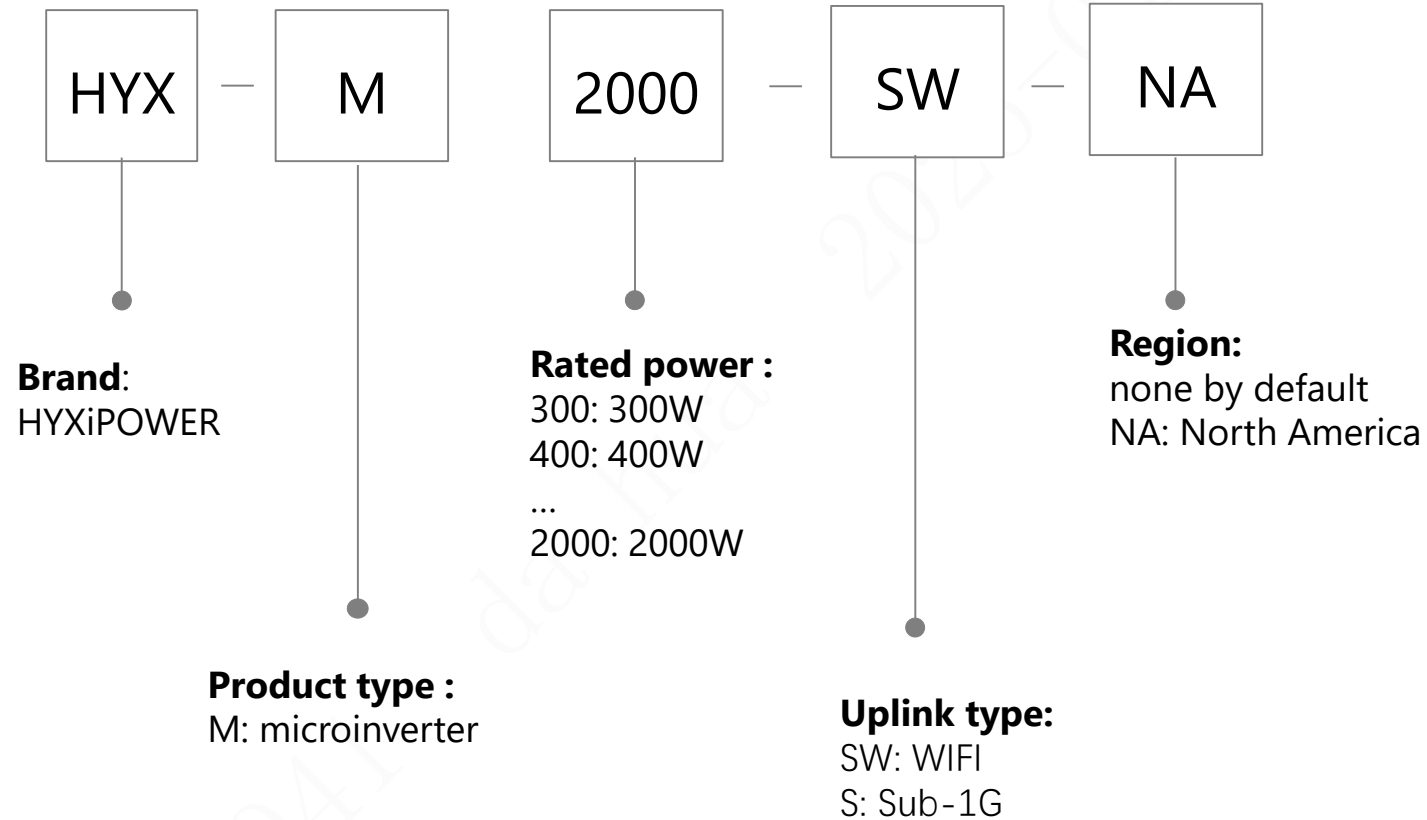 HYX — M 2000 — SW — NA
Brand:
HYXiPOWER
Rated power :
300: 300W
400: 400W
...
2000: 2000W
Region:
none by default
NA: North America
Product type :
M: microinverter
Uplink type:
SW: WIFI
S: Sub-1G